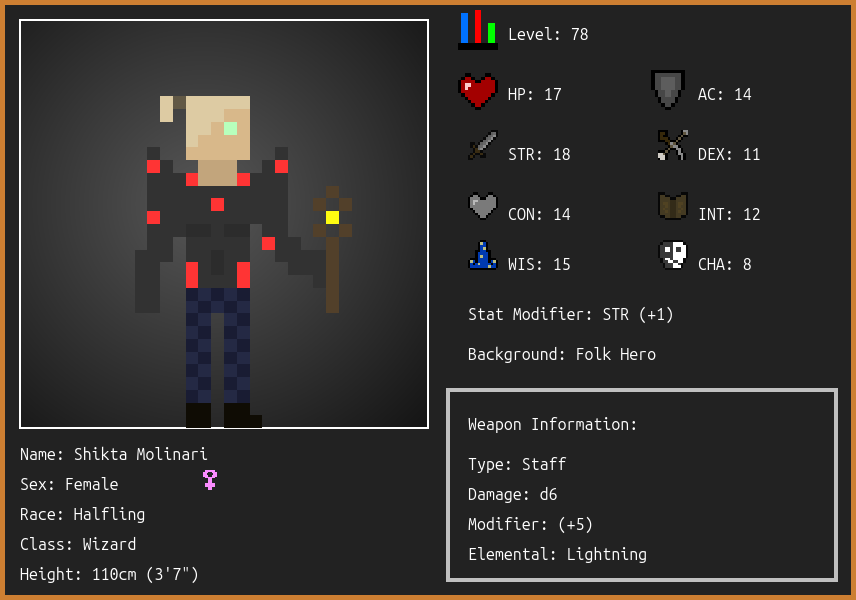 Level: 78
HP: 17
AC: 14
STR: 18
DEX: 11
CON: 14
INT: 12
WIS: 15
CHA: 8
Stat Modifier: STR (+1)
Background: Folk Hero
Weapon Information:
Type: Staff
Damage: d6
Modifier: (+5)
Elemental: Lightning
Name: Shikta Molinari
Sex: Female
Race: Halfling
Class: Wizard
Height: 110cm (3'7")